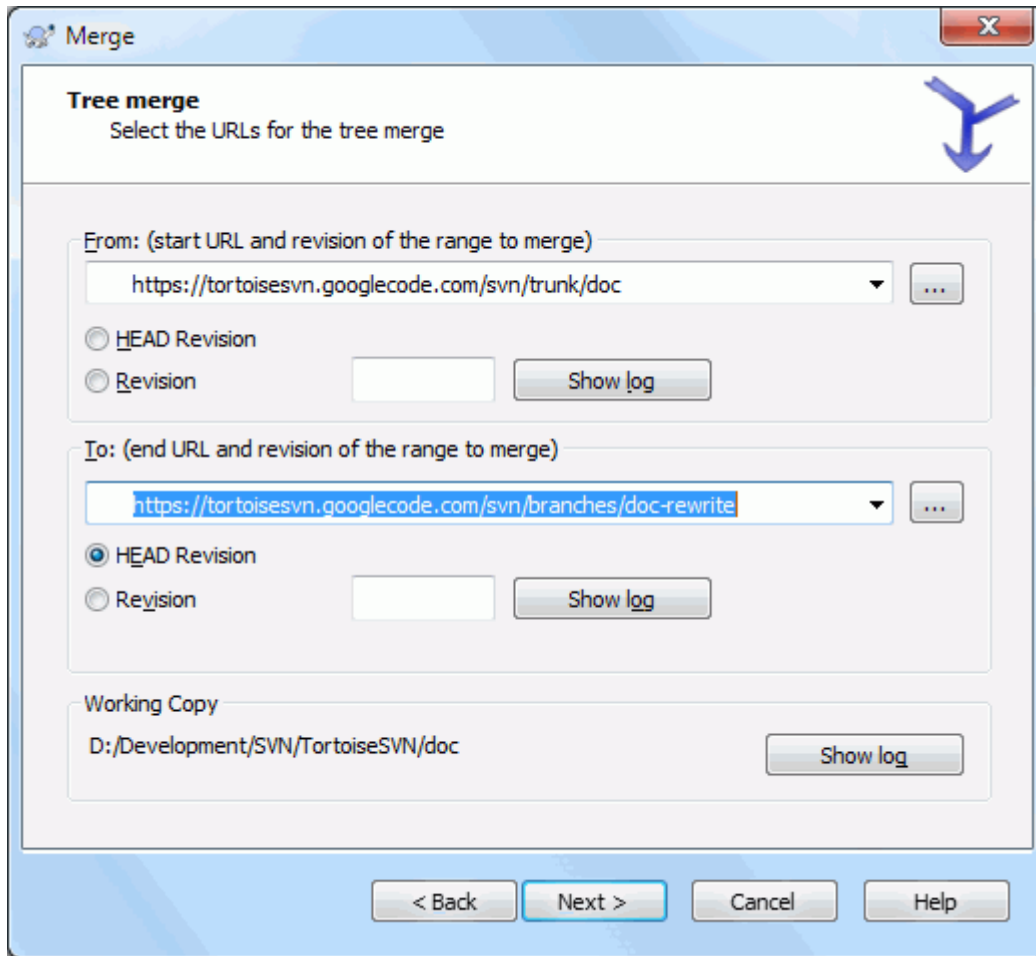 Merge
Tree merge
Select the URLs for the tree merge
From: (start URL and revision of the range to merge)
https://tortoisesvn.googlecode.com/svn/trunk/doc
...
HEAD Revision
Revision
Show log
To: (end URL and revision of the range to merge)
https://tortoisesvn.googlecode.com/svn/branches/doc-rewrite
...
HEAD Revision
Revision
Show log
Working Copy
D:/Development/SVN/TortoiseSVN/doc
Show log
< Back
Next >
Cancel
Help